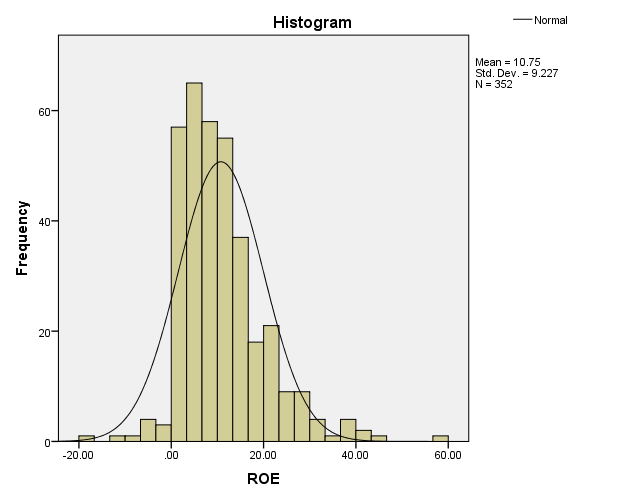 Histogram
Normal
Mean = 10.75
Std. Dev. = 9.227
N = 352
Frequency
60
40
20
0
-20.00 .00 20.00 40.00 60.00
ROE